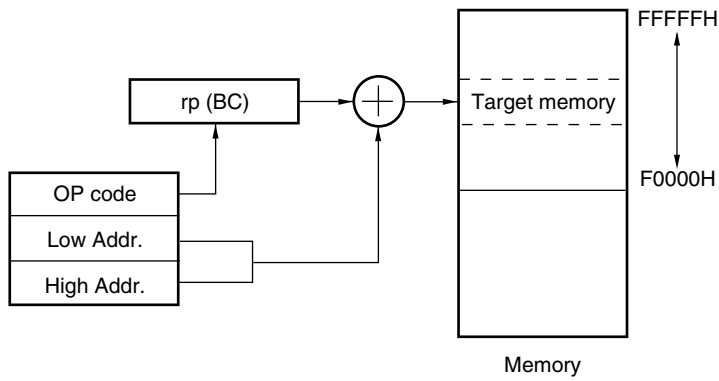 FFFFFH
rp (BC)
Target memory
OP code
F0000H
Low Addr.
High Addr.
Memory